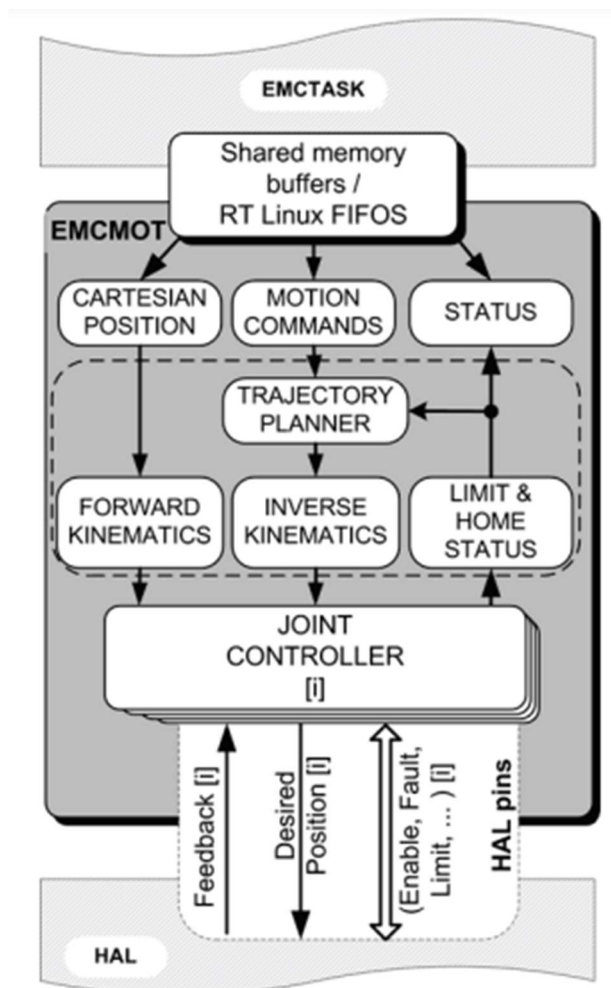 EMCTASK
Shared memory
buffers /
RT Linux FIFOS
EMCMOT
CARTESIAN
POSITION
MOTION
COMMANDS
STATUS
TRAJECTORY
PLANNER
FORWARD
KINEMATICS
INVERSE
KINEMATICS
LIMIT &
HOME
STATUS
JOINT
CONTROLLER
[i]
Feedback [i]
Desired
Position [i]
(Enable, Fault,
Limit, ... ) [i]
HAL pins
HAL